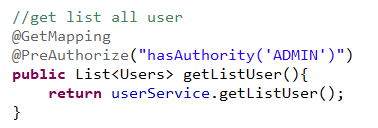 //get list all user
@GetMapping
@PreAuthorize("hasAuthority('ADMIN')")
public List<Users> getListUser(){
    return userService.getListUser();
}